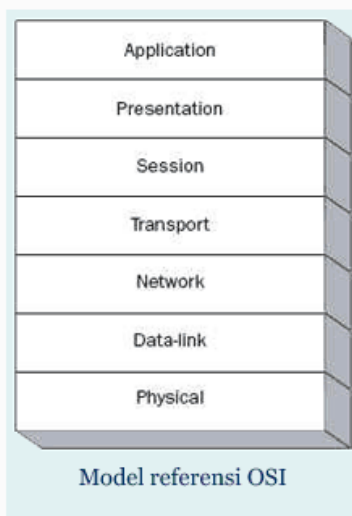 Application
Presentation
Session
Transport
Network
Data-link
Physical
Model referensi OSI